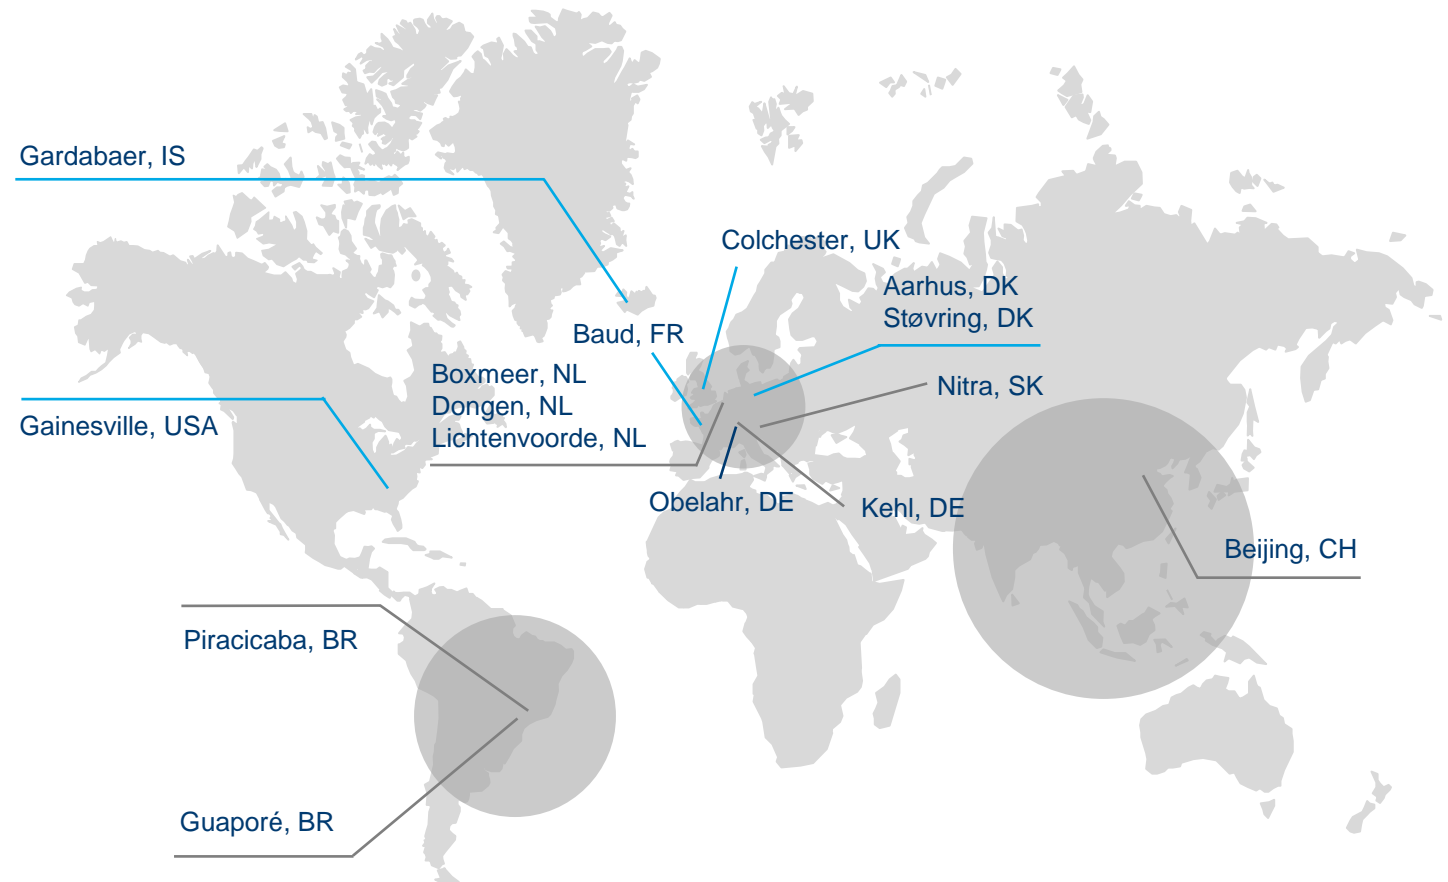 Gardabaer, IS
Colchester, UK
Aarhus, DK
Støvring, DK
Baud, FR
Boxmeer, NL
Dongen, NL
Lichtenvoorde, NL
Nitra, SK
Gainesville, USA
Obelahr, DE
Kehl, DE
Beijing, CH
Piracicaba, BR
Guaporé, BR